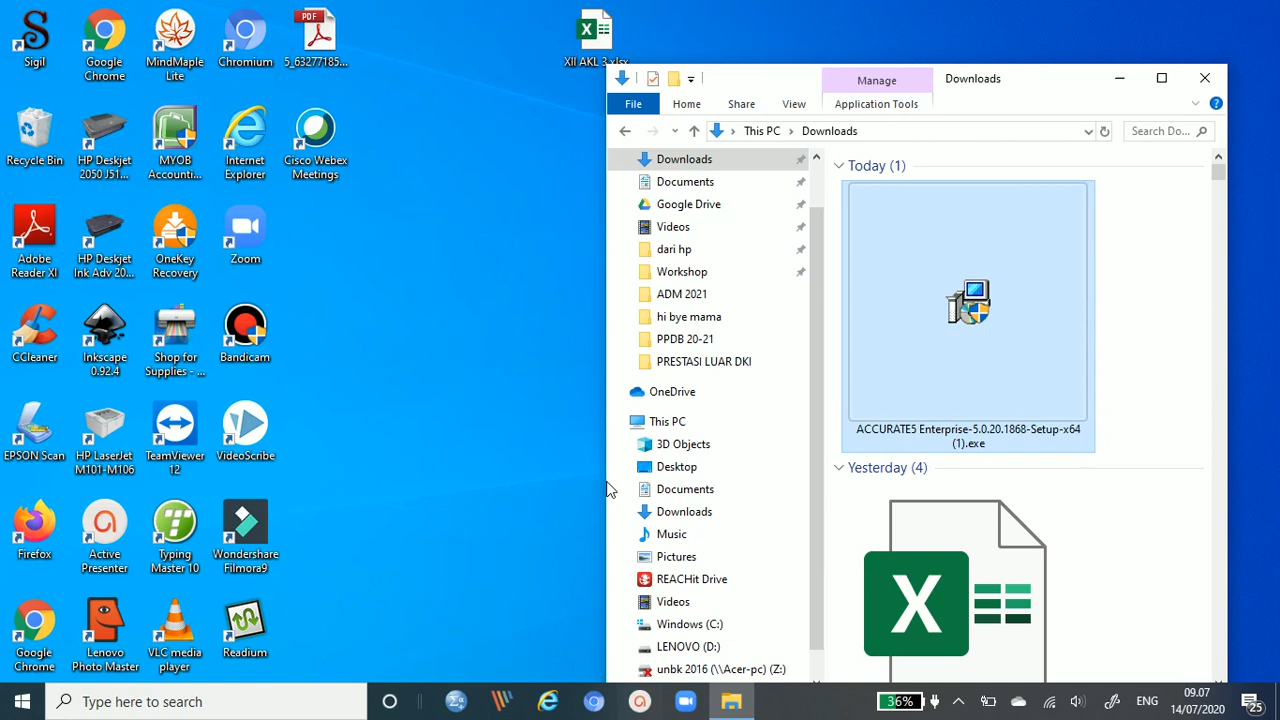 Sigil
Google
Chrome
MindMaple
Lite
Chromium
PDF
5_63277185...
XII AKL 3.xlsx
Recycle Bin
HP Deskjet
2050 J51...
MYOB
Accounti...
Internet
Explorer
Cisco Webex
Meetings
Adobe
Reader XI
HP Deskjet
Ink Adv 20...
OneKey
Recovery
Zoom
CCleaner
Inkscape
0.92.4
Shop for
Supplies - ...
Bandicam
EPSON Scan
HP LaserJet
M101-M106
TeamViewer
12
VideoScribe
Firefox
Active
Presenter
Typing
Master 10
Wondershare
Filmora9
Google
Chrome
Lenovo
Photo Master
VLC media
player
Readium
Manage
Downloads
File
Home
Share
View
Application Tools
This PC
Downloads
Search Do...
Downloads
Documents
Google Drive
Videos
dari hp
Workshop
ADM 2021
hi bye mama
PPDB 20-21
PRESTASI LUAR DKI
OneDrive
This PC
3D Objects
Desktop
Documents
Downloads
Music
Pictures
REACHit Drive
Videos
Windows (C:)
LENOVO (D:)
unbk 2016 (\\Acer-pc) (Z:)
Today (1)
ACCURATE5 Enterprise-5.0.20.1868-Setup-x64
(1).exe
Yesterday (4)
X
Type here to search
36%
ENG
09.07
14/07/2020
25